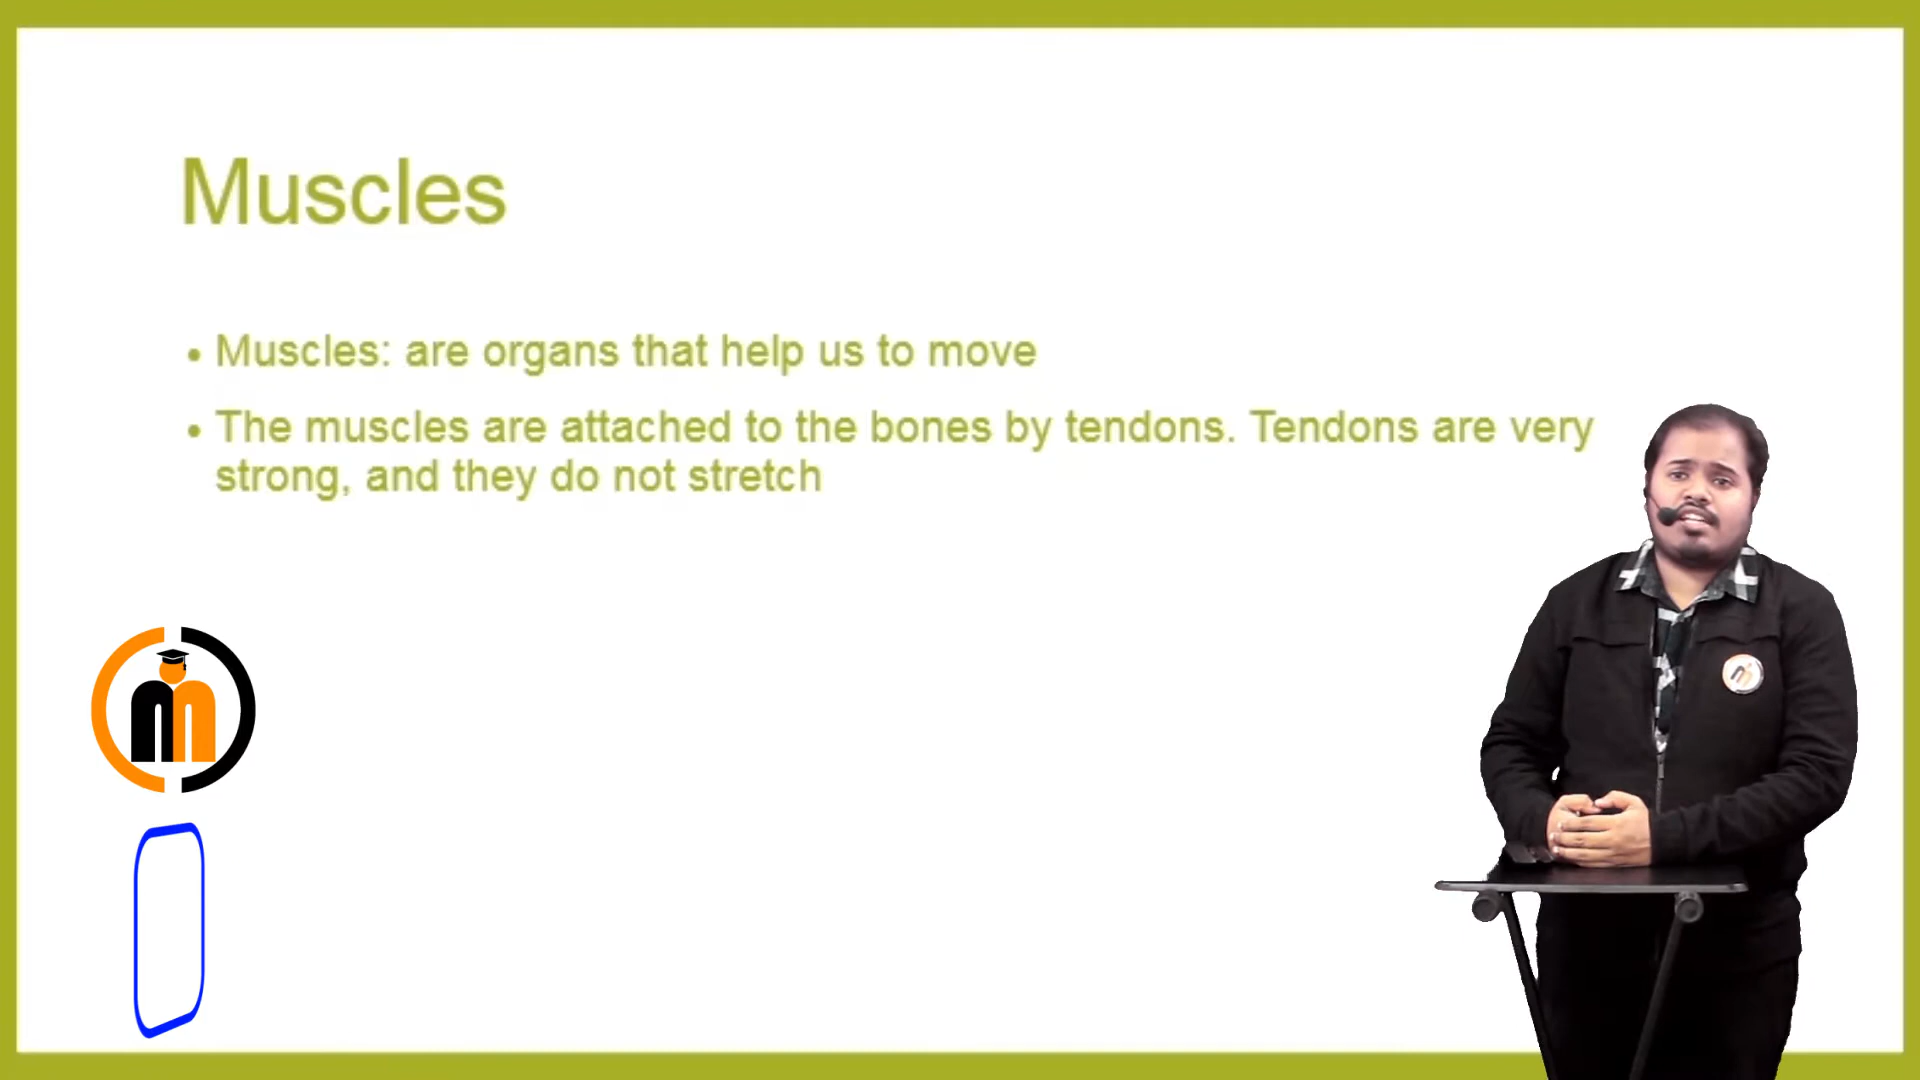 Muscles
• Muscles: are organs that help us to move
• The muscles are attached to the bones by tendons. Tendons are very
strong, and they do not stretch